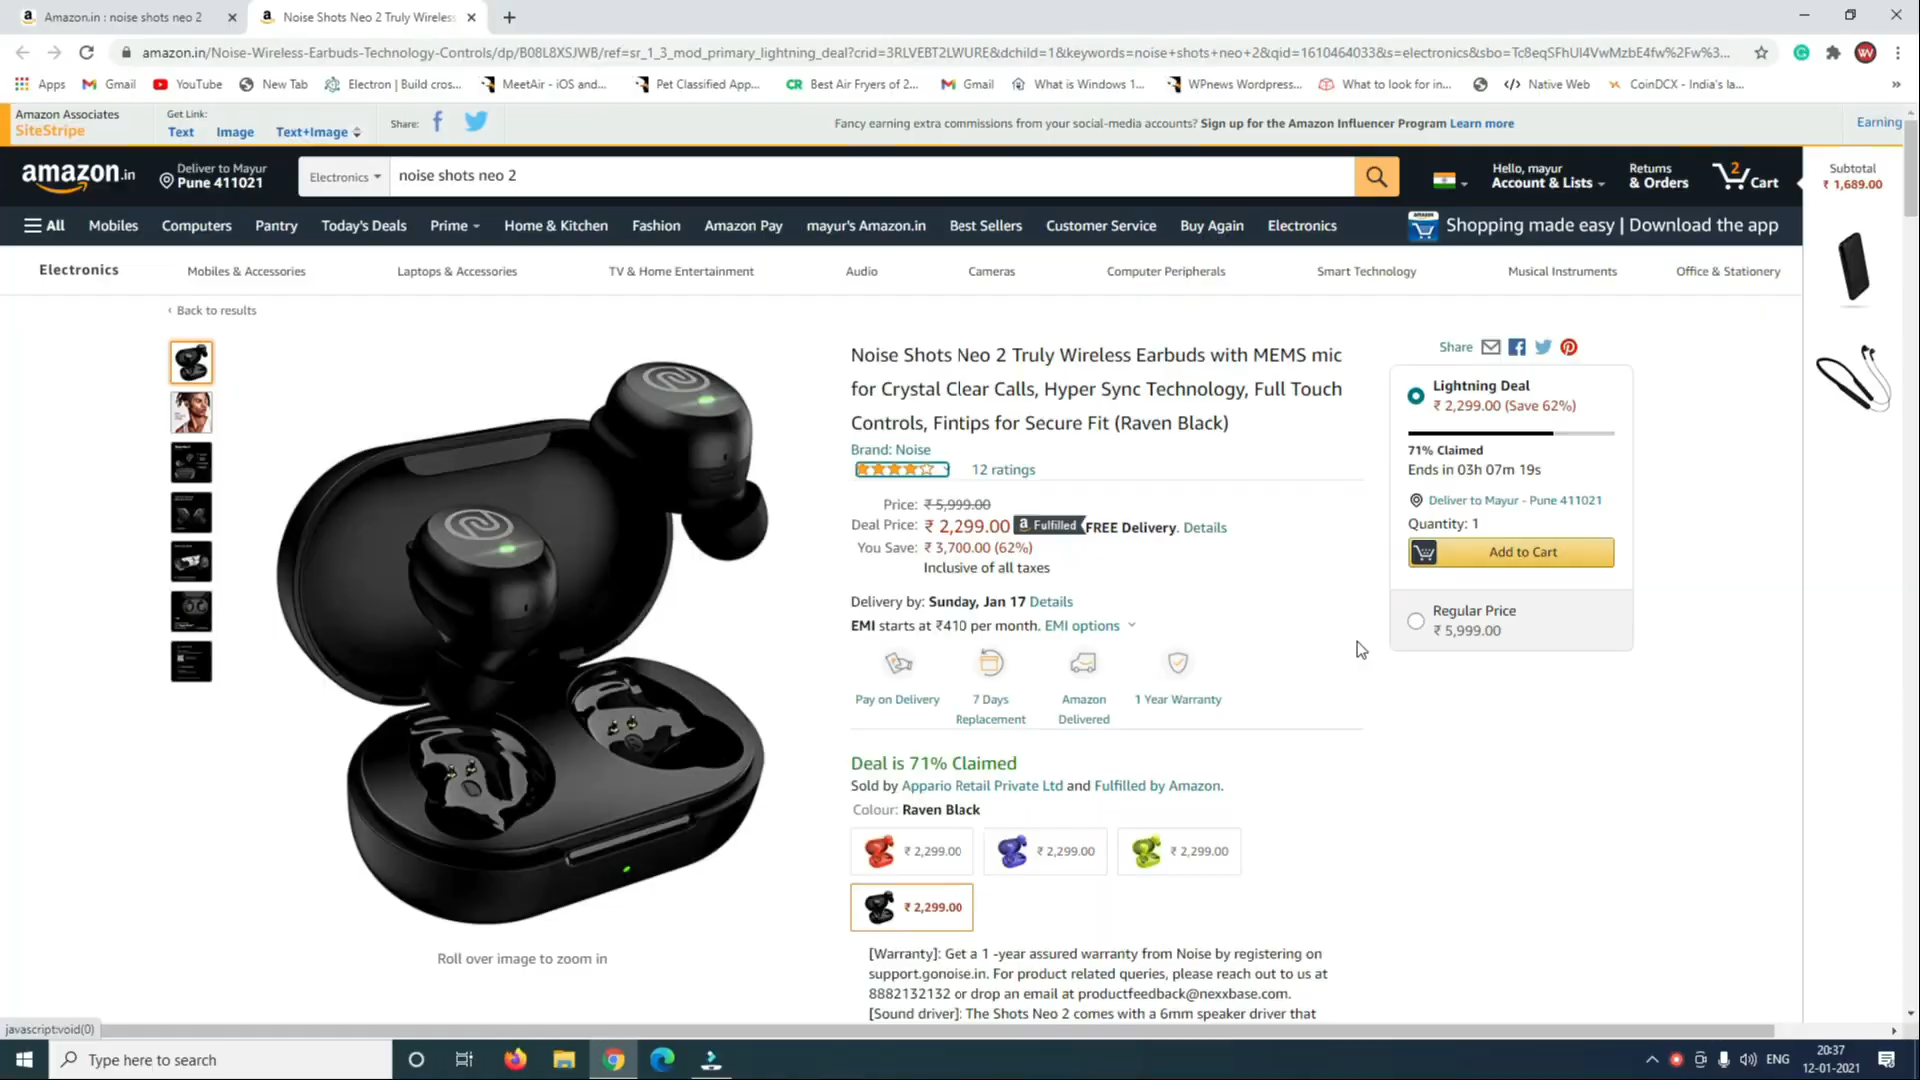 Amazon.in : noise shots neo 2
Noise Shots Neo 2 Truly Wireless
amazon.in/Noise-Wireless-Earbuds-Technology-Controls/dp/B08L8XSJWB/ref=sr_1_3_mod_primary_lightning_deal?crid=3RLVEBT2LWURE&dchild=1&keywords=noise+shots+neo+2&qid=1610464033&s=electronics&sbo=Tc8eqSFhUI4VwMzbE4fw%2Fw%3...
Apps Gmail YouTube New Tab Electron | Build cros... MeetAir - iOS and... Pet Classified App... CR Best Air Fryers of 2... Gmail What is Windows 1... WPnews Wordpress... What to look for in... Native Web CoinDCX - India's la...
Amazon Associates
SiteStripe
Get Link:
Text Image Text+Image
Share:
Fancy earning extra commissions from your social-media accounts? Sign up for the Amazon Influencer Program Learn more
Earning
amazon.in
Deliver to Mayur
Pune 411021
Electronics
noise shots neo 2
Hello, mayur
Account & Lists
Returns
& Orders
2
Cart
Subtotal
₹ 1,689.00
All Mobiles Computers Pantry Today's Deals Prime Home & Kitchen Fashion Amazon Pay mayur's Amazon.in Best Sellers Customer Service Buy Again Electronics
Shopping made easy | Download the app
Electronics Mobiles & Accessories Laptops & Accessories TV & Home Entertainment Audio Cameras Computer Peripherals Smart Technology Musical Instruments Office & Stationery
‹ Back to results
Noise Shots Neo 2 Truly Wireless Earbuds with MEMS mic
for Crystal Clear Calls, Hyper Sync Technology, Full Touch
Controls, Fintips for Secure Fit (Raven Black)
Brand: Noise
12 ratings
Price: ₹ 5,999.00
Deal Price: ₹ 2,299.00 a Fulfilled FREE Delivery. Details
You Save: ₹ 3,700.00 (62%)
Inclusive of all taxes
Delivery by: Sunday, Jan 17 Details
EMI starts at ₹410 per month. EMI options
Pay on Delivery
7 Days
Replacement
Amazon
Delivered
1 Year Warranty
Deal is 71% Claimed
Sold by Appario Retail Private Ltd and Fulfilled by Amazon.
Colour: Raven Black
₹ 2,299.00 ₹ 2,299.00 ₹ 2,299.00
₹ 2,299.00
[Warranty]: Get a 1 -year assured warranty from Noise by registering on
support.gonoise.in. For product related queries, please reach out to us at
8882132132 or drop an email at productfeedback@nexxbase.com.
[Sound driver]: The Shots Neo 2 comes with a 6mm speaker driver that
Roll over image to zoom in
Share
Lightning Deal
₹ 2,299.00 (Save 62%)
71% Claimed
Ends in 03h 07m 19s
Deliver to Mayur - Pune 411021
Quantity: 1
Add to Cart
Regular Price
₹ 5,999.00
javascript:void(0)
Type here to search
ENG
20:37
12-01-2021